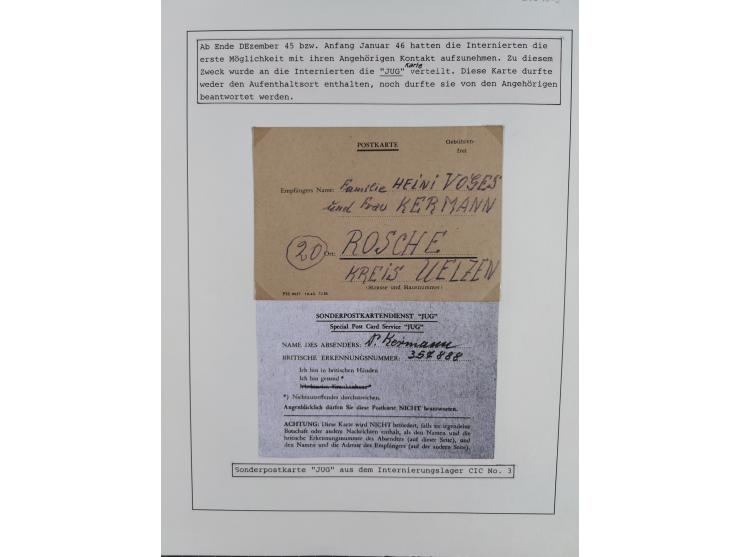 Ab Ende DEzember 45 bzw. Anfang Januar 46 hatten die Internierten die
erste Möglichkeit mit ihren Angehörigen Kontakt aufzunehmen. Zu diesem
Zweck wurde an die Internierten die "JUG" Karte verteilt. Diese Karte durfte
weder den Aufenthaltsort enthalten, noch durfte sie von den Angehörigen
beantwortet werden.
POSTKARTE
Gebühren-
frei
Empfängers Name: Familie HEINI VOGES
und Frau KERMANN
20 Ort: ROSCHE
KREIS UELZEN
(Strasse und Hausnummer)
SONDERPOSTKARTENDIENST "JUG"
Special Post Card Service "JUG"
NAME DES ABSENDERS: Dr. Kermann
BRITISCHE ERKENNUNGSNUMMER: 357888
Ich bin in britischen Händen
Ich bin gesund *
*) Nichtzutreffendes durchstreichen.
Augenblicklich dürfen Sie diese Postkarte NICHT beantworten.
ACHTUNG: Diese Karte wird NICHT befördert, falls sie irgendeine
Botschaft oder andere Nachrichten enthält, als den Namen und die
britische Erkennungsnummer des Absenders (auf dieser Seite), und
den Namen und die Adresse des Empfängers (auf der andern Seite).
Sonderpostkarte "JUG" aus dem Internierungslager CIC No. 3